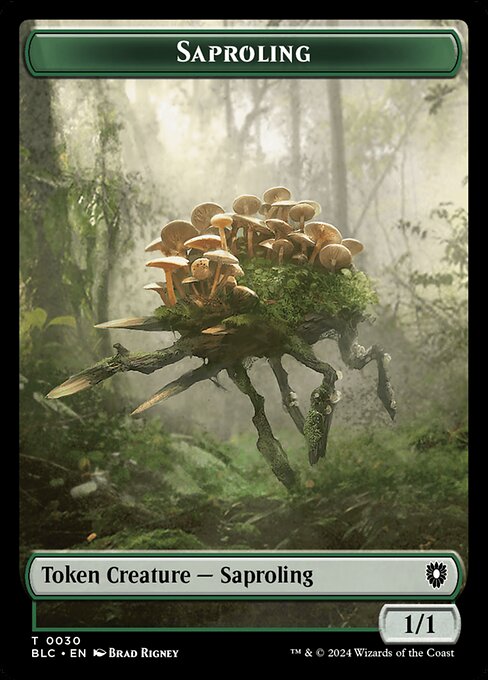 Saproling
Token Creature — Saproling
1/1
T 0030
BLC • EN Brad Rigney
™ & © 2024 Wizards of the Coast